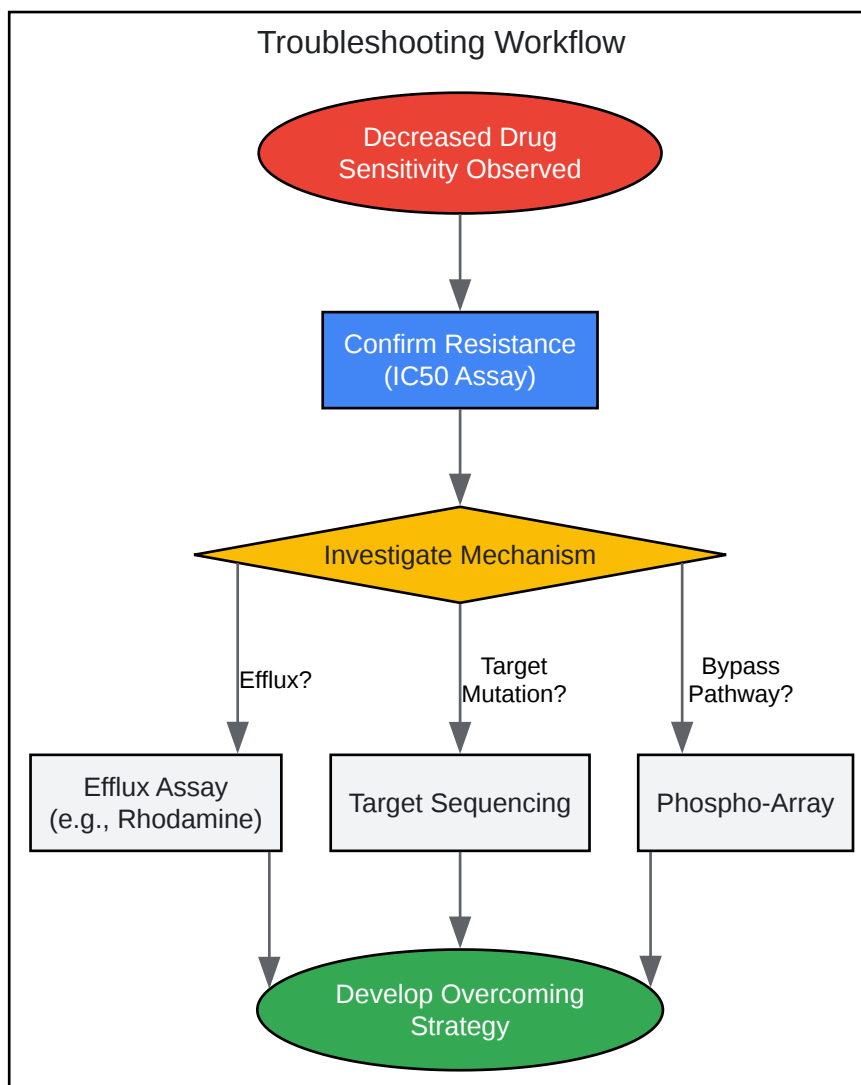 Troubleshooting Workflow
Decreased Drug
Sensitivity Observed
Confirm Resistance
(IC50 Assay)
Investigate Mechanism
Efflux?
Target
Mutation?
Bypass
Pathway?
Efflux Assay
(e.g., Rhodamine)
Target Sequencing
Phospho-Array
Develop Overcoming
Strategy